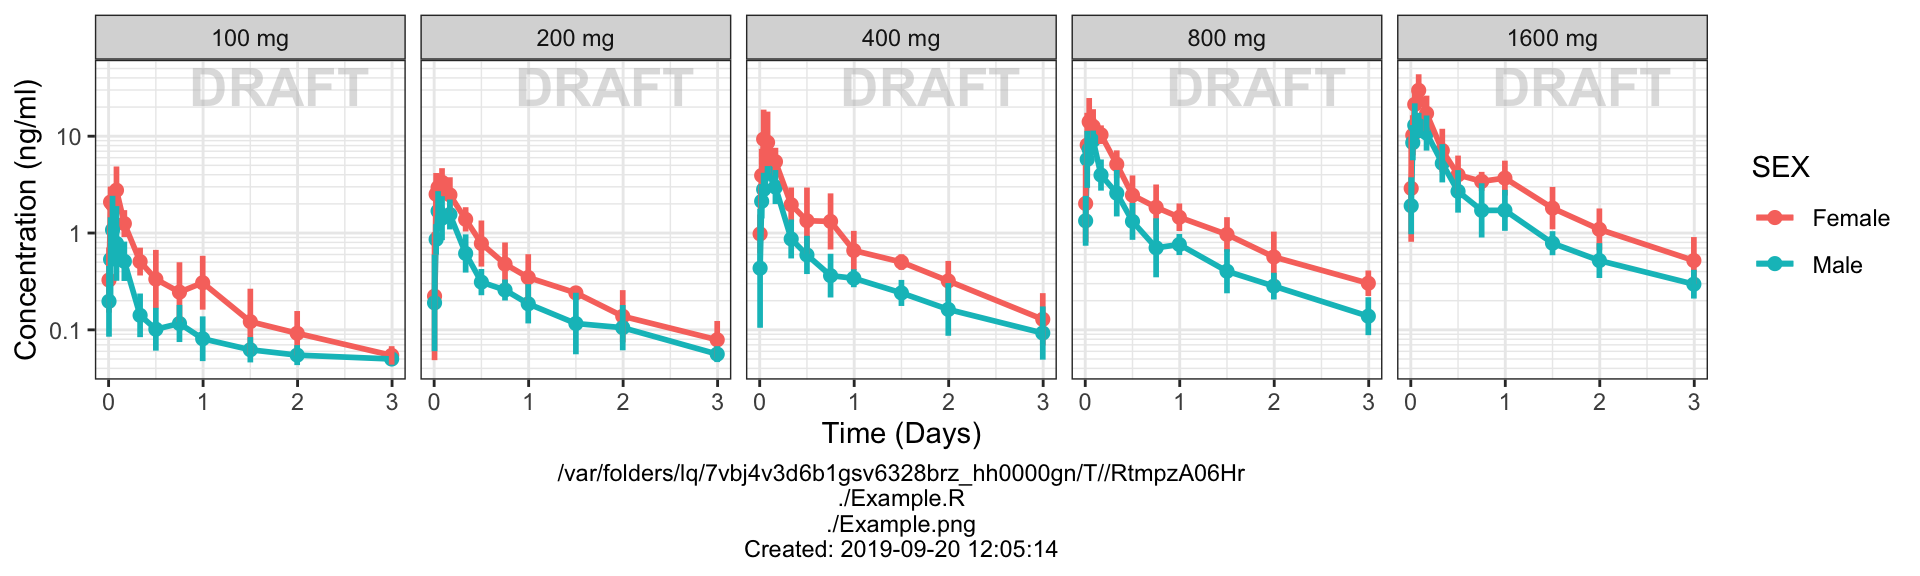 100 mg 200 mg 400 mg 800 mg 1600 mg
DRAFT DRAFT DRAFT DRAFT DRAFT
Concentration (ng/ml)
10
1
0.1
0 1 2 3 0 1 2 3 0 1 2 3 0 1 2 3 0 1 2 3
Time (Days)
SEX
Female
Male
/var/folders/lq/7vbj4v3d6b1gsv6328brz_hh0000gn/T//RtmpzA06Hr
./Example.R
./Example.png
Created: 2019-09-20 12:05:14